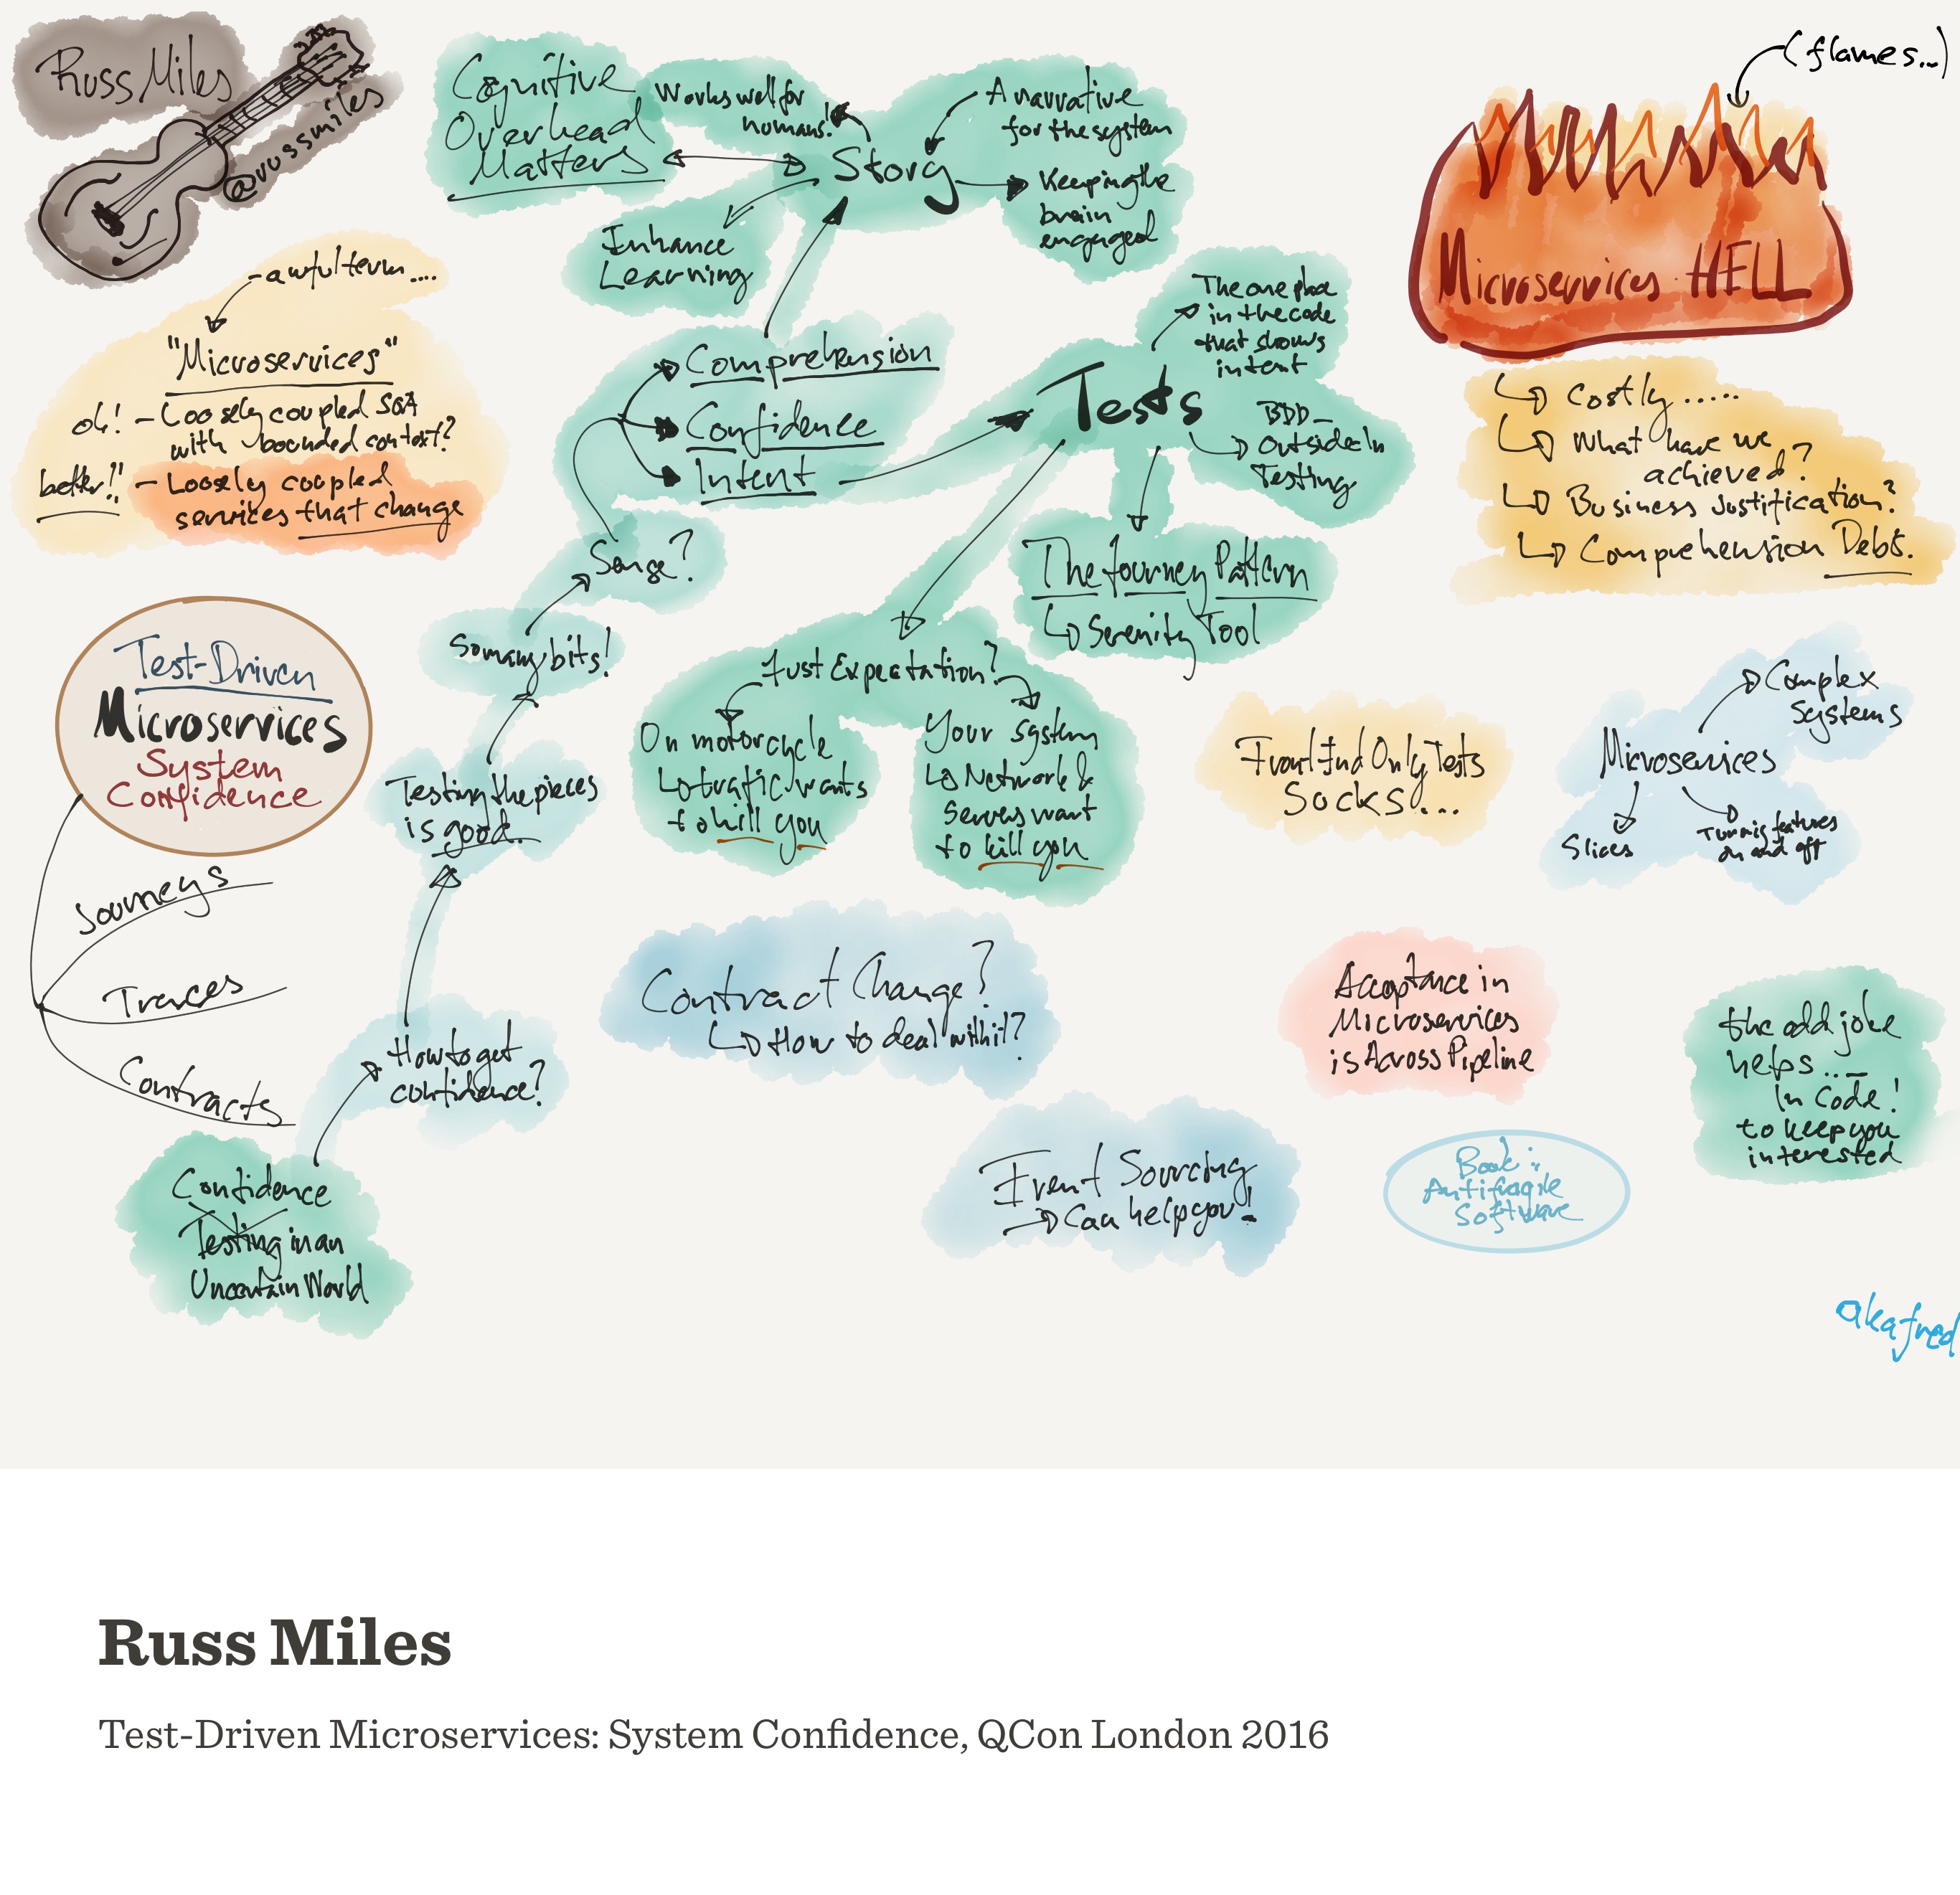 Russ Miles
@russmiles
Cognitive
Overhead
Matters
Works well for
humans!
Story
A narrative
for the system
Keeping the
brain
engaged
Enhance
Learning
(flames...)
Microservices HELL
Costly .....
What have we
achieved?
Business Justification?
Comprehension Debt.
- awful term....
"Microservices"
ok! - Loosely coupled SOA
with bounded context?
better!! - Loosely coupled
services that change
Comprehension
Confidence
Intent
Tests
The one place
in the code
that shows
intent
BDD -
Outside In
Testing
The Journey Pattern
Serenity Tool
Sense?
So many bits!
Testing the pieces
is good.
How to get
confidence?
Just Expectation?
On motorcycle
traffic wants
to kill you
Your system
Network &
Servers want
to kill you
Test-Driven
Microservices
System
Confidence
Journeys
Traces
Contracts
Confidence
Testing in an
Uncertain World
Front End Only Tests
Socks!...
Microservices
Complex
Systems
Slices
Turning features
on and off
Contract Change?
How to deal with it?
Acceptance in
Microservices
is Across Pipeline
Event Sourcing
Can help you!
Book:
Antifragile
Software
the odd joke
helps...
In Code!
to keep you
interested
akafred
Russ Miles
Test-Driven Microservices: System Confidence, QCon London 2016